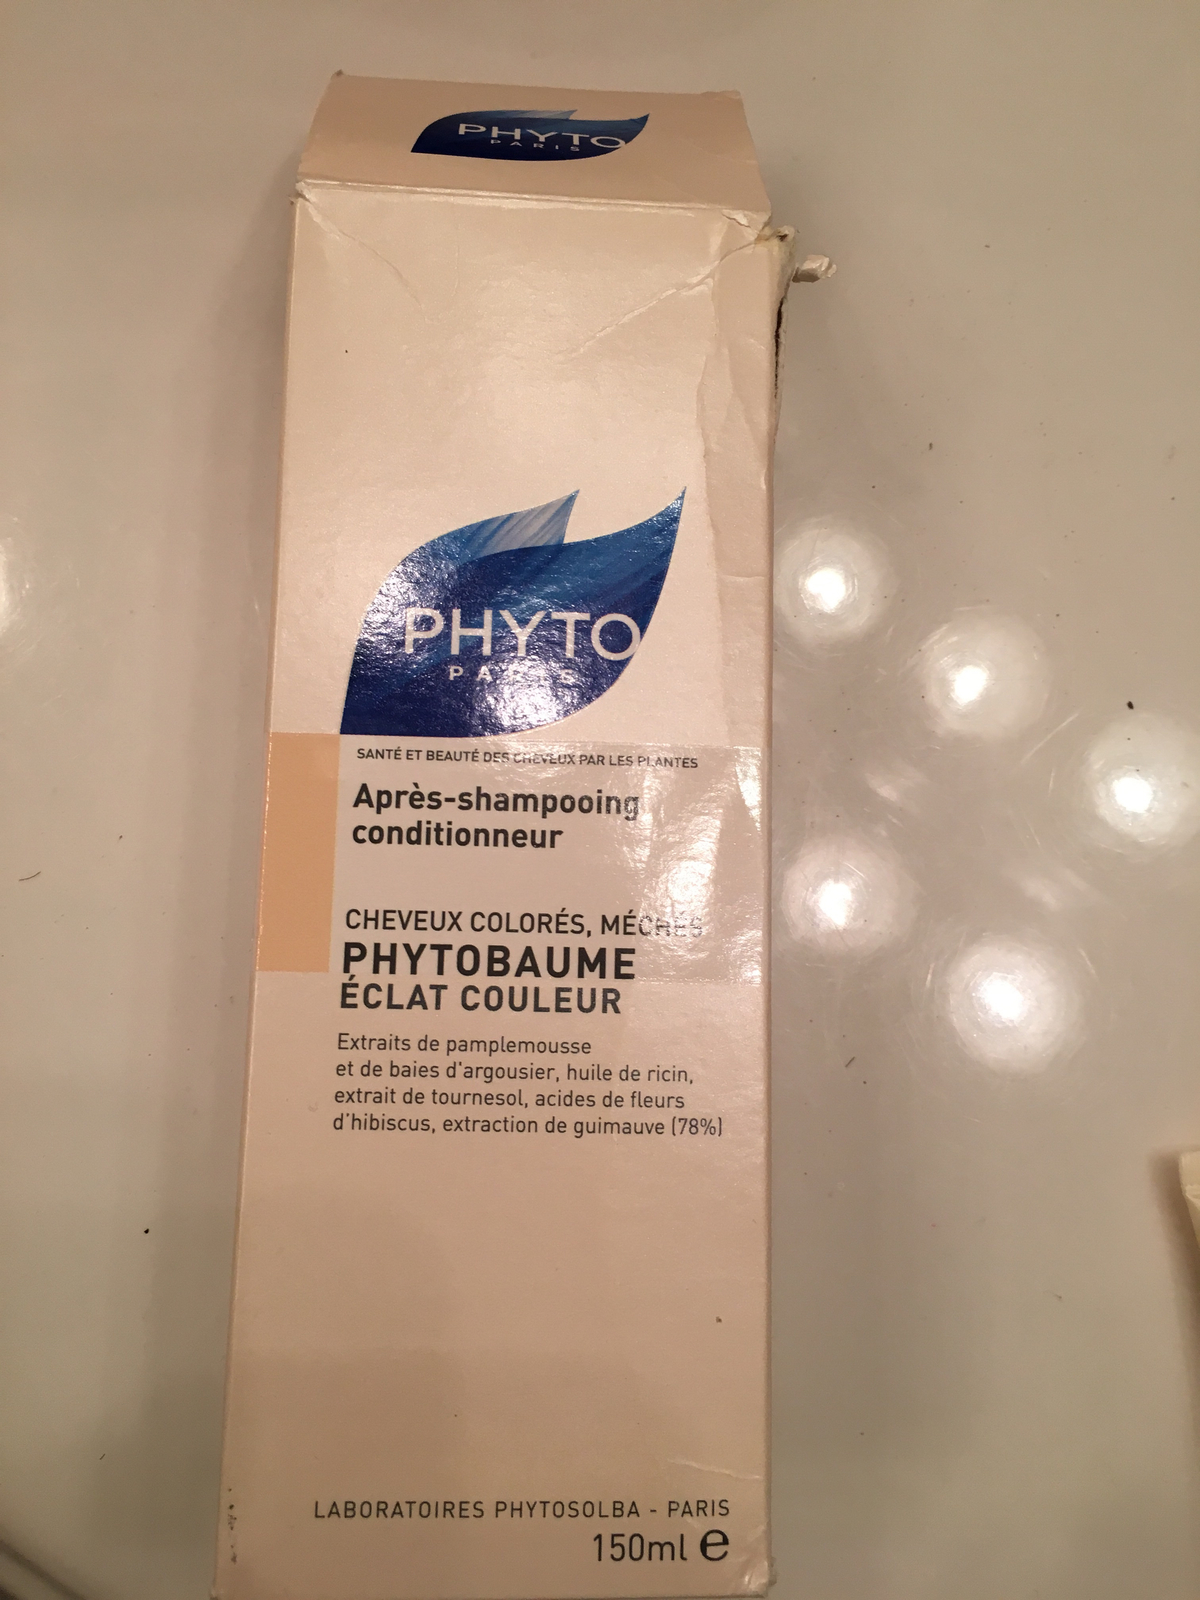 PHYTO
PARIS
PHYTO
PARIS
SANTÉ ET BEAUTÉ DES CHEVEUX PAR LES PLANTES
Après-shampooing
conditionneur
CHEVEUX COLORÉS, MÉCHÉS
PHYTOBAUME
ÉCLAT COULEUR
Extraits de pamplemousse
et de baies d'argousier, huile de ricin,
extrait de tournesol, acides de fleurs
d'hibiscus, extraction de guimauve (78%)
LABORATOIRES PHYTOSOLBA - PARIS
150ml ℮